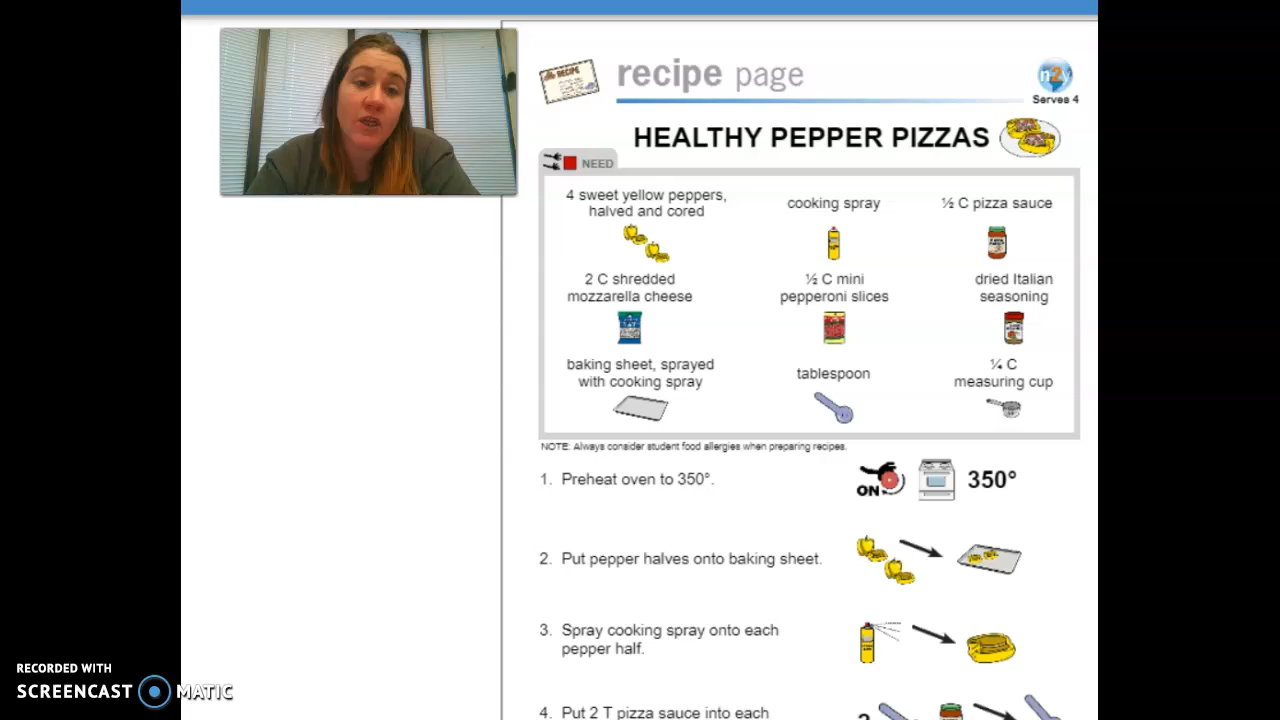 recipe page
RECIPE
n2y
Serves 4
HEALTHY PEPPER PIZZAS
NEED
4 sweet yellow peppers,
halved and cored
cooking spray
½ C pizza sauce
2 C shredded
mozzarella cheese
½ C mini
pepperoni slices
dried Italian
seasoning
baking sheet, sprayed
with cooking spray
tablespoon
¼ C
measuring cup
NOTE: Always consider student food allergies when preparing recipes.
1. Preheat oven to 350°.
ON
350°
2. Put pepper halves onto baking sheet.
3. Spray cooking spray onto each
pepper half.
4. Put 2 T pizza sauce into each
2
RECORDED WITH
SCREENCAST MATIC